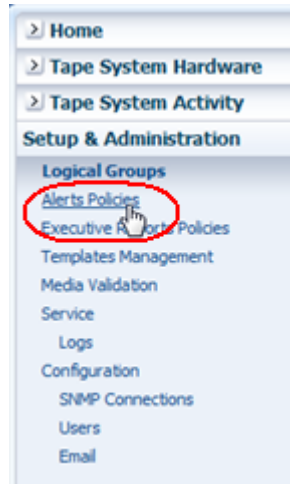 Home
Tape System Hardware
Tape System Activity
Setup & Administration
Logical Groups
Alerts Policies
Executive Reports Policies
Templates Management
Media Validation
Service
Logs
Configuration
SNMP Connections
Users
Email